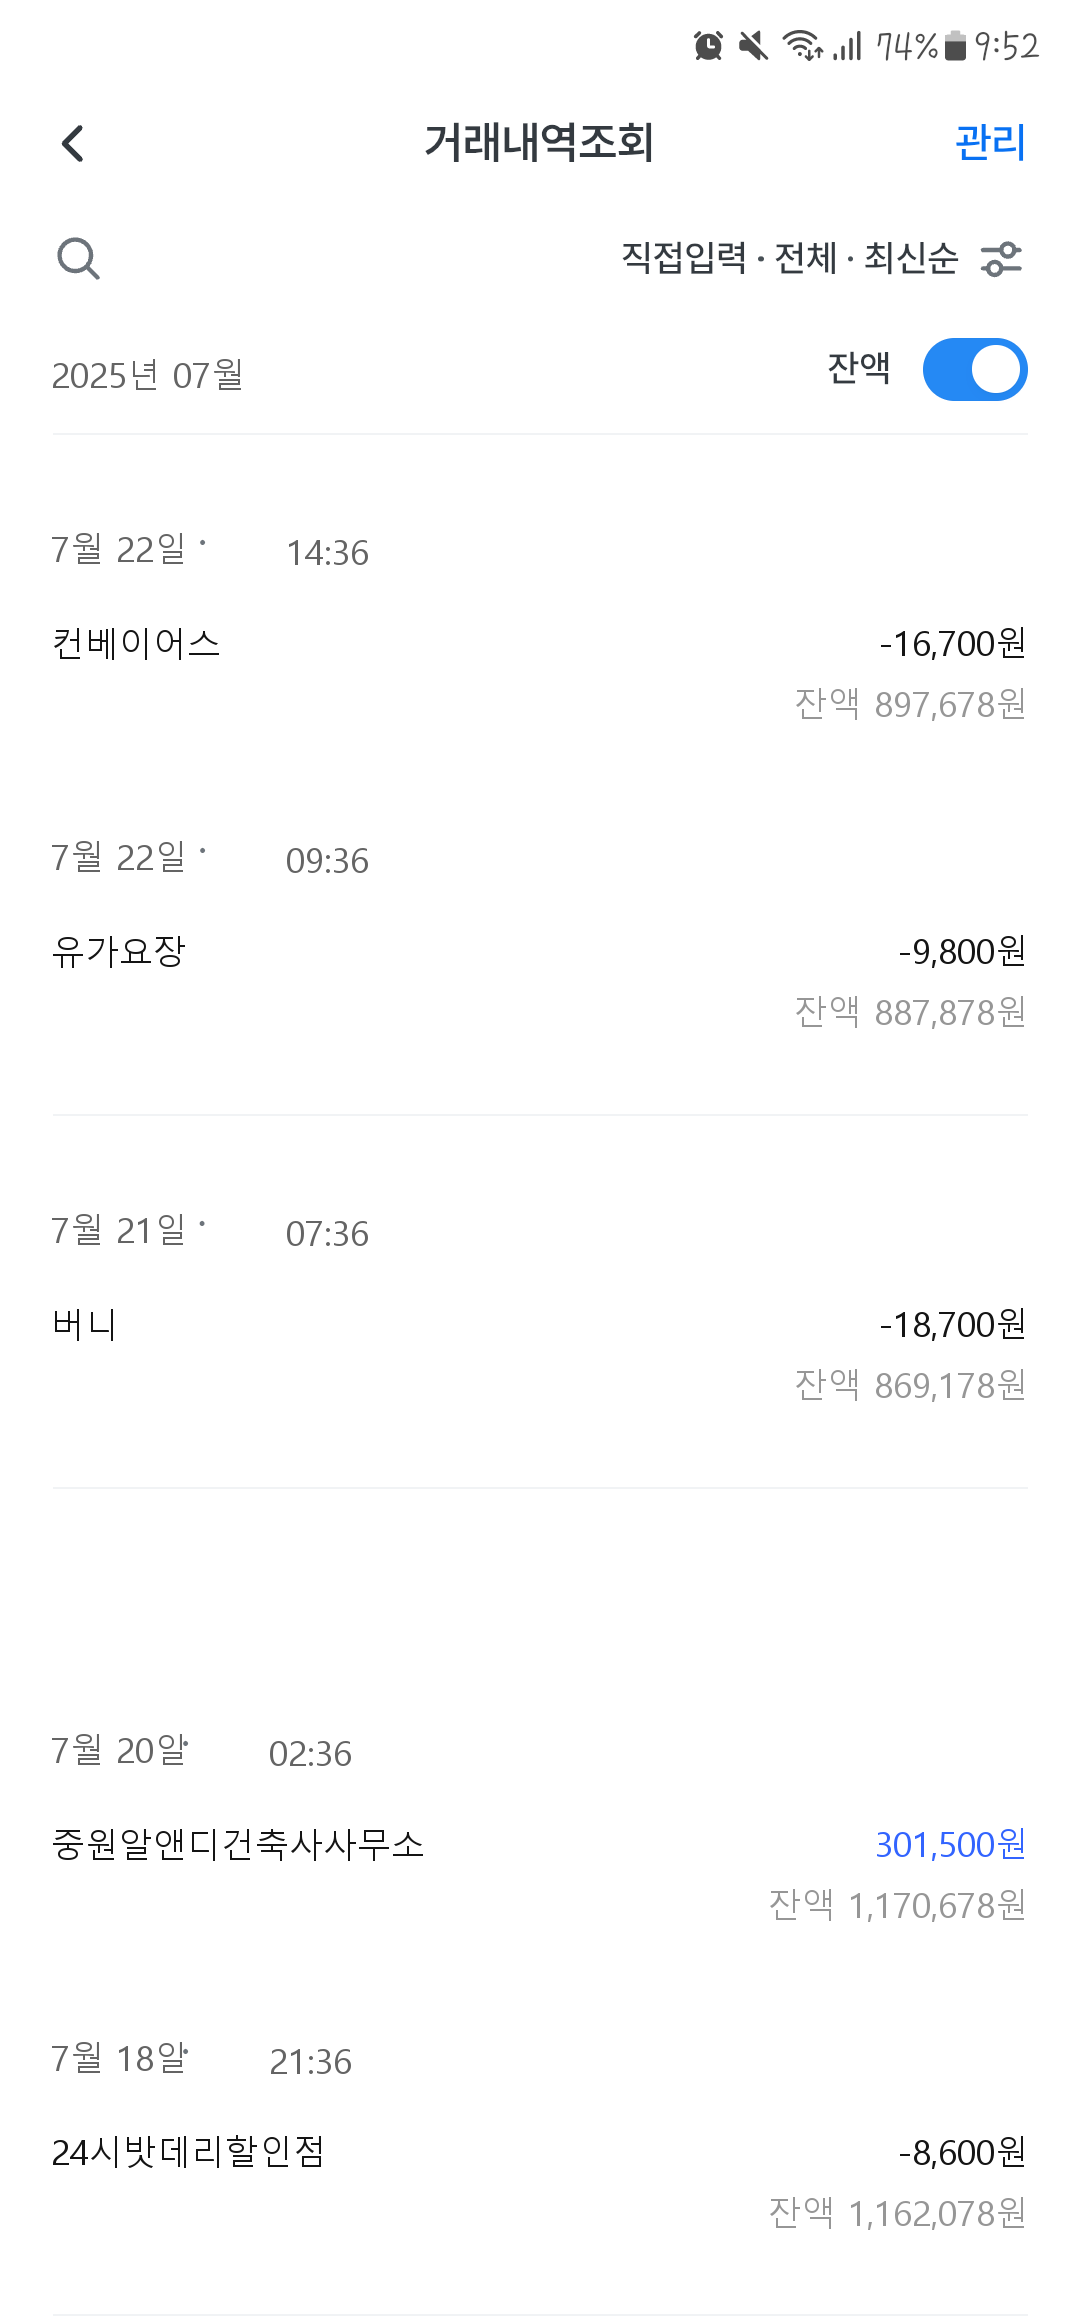 74% 9:52
거래내역조회 관리
직접입력 · 전체 · 최신순
2025년 07월 잔액
7월 22일 · 14:36
컨베이어스 -16,700원
잔액 897,678원
7월 22일 · 09:36
유가요장 -9,800원
잔액 887,878원
7월 21일 · 07:36
버니 -18,700원
잔액 869,178원
7월 20일· 02:36
중원알앤디건축사사무소 301,500원
잔액 1,170,678원
7월 18일· 21:36
24시밧데리할인점 -8,600원
잔액 1,162,078원